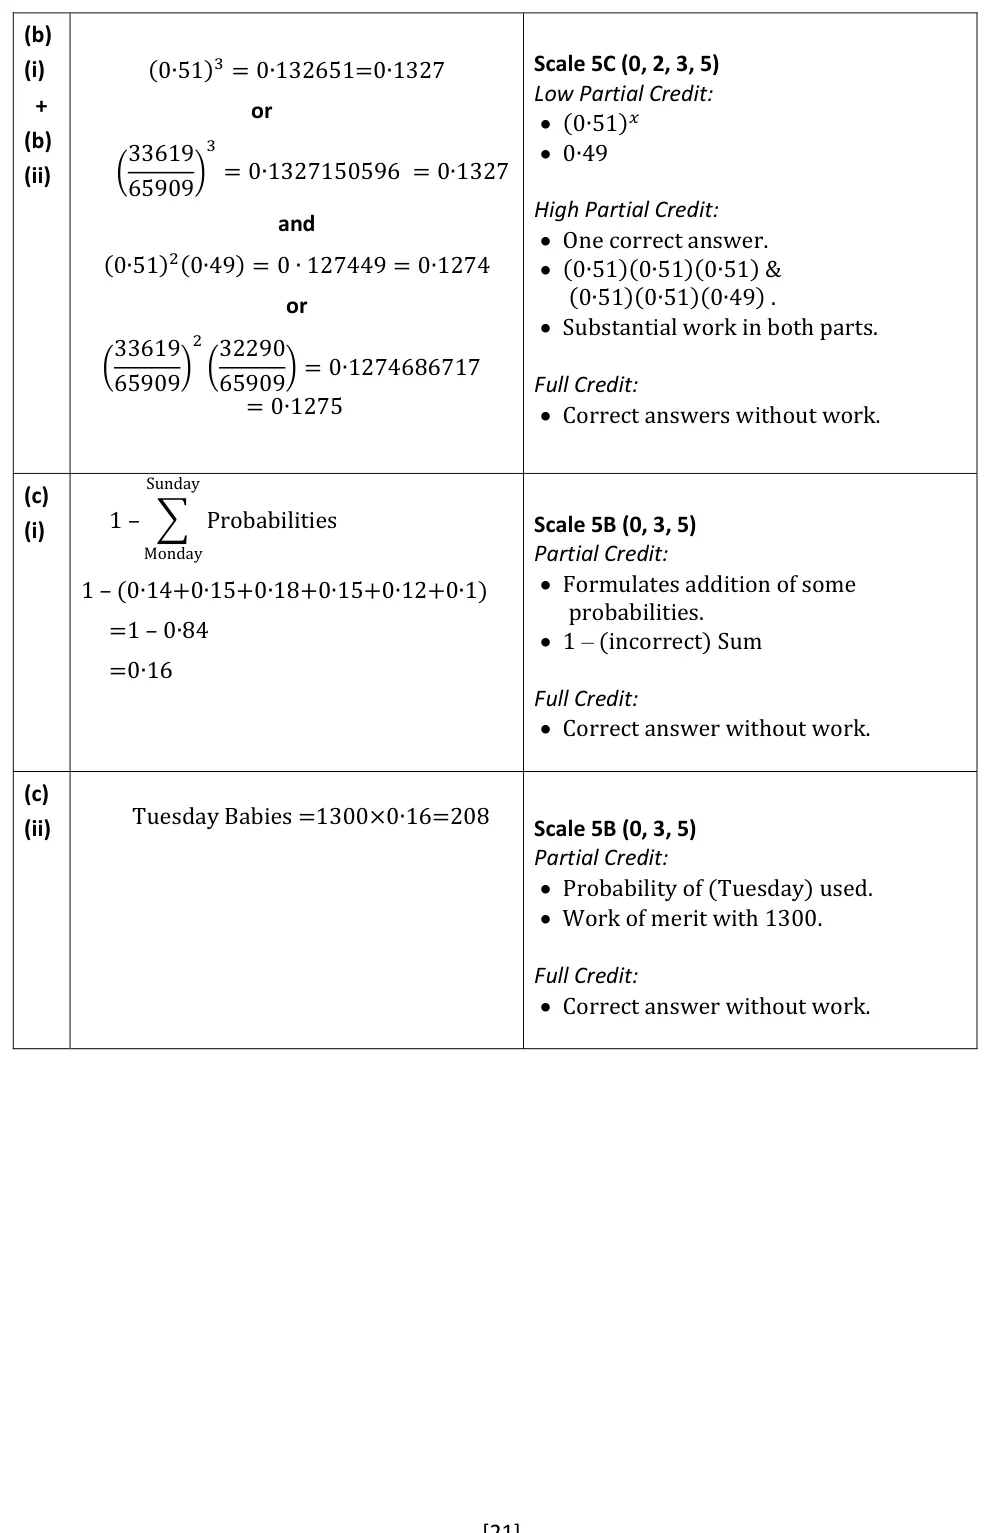 (b)
(i)
+
(b)
(ii)
(0·51)³ = 0·132651=0·1327
or
(33619/65909)³ = 0·1327150596 = 0·1327
and
(0·51)²(0·49) = 0 · 127449 = 0·1274
or
(33619/65909)² (32290/65909) = 0·1274686717
= 0·1275
Scale 5C (0, 2, 3, 5)
Low Partial Credit:
• (0·51)ˣ
• 0·49
High Partial Credit:
• One correct answer.
• (0·51)(0·51)(0·51) &
(0·51)(0·51)(0·49) .
• Substantial work in both parts.
Full Credit:
• Correct answers without work.
(c)
(i)
Sunday
1 – ∑ Probabilities
Monday
1 – (0·14+0·15+0·18+0·15+0·12+0·1)
=1 – 0·84
=0·16
Scale 5B (0, 3, 5)
Partial Credit:
• Formulates addition of some
probabilities.
• 1 – (incorrect) Sum
Full Credit:
• Correct answer without work.
(c)
(ii)
Tuesday Babies =1300×0·16=208
Scale 5B (0, 3, 5)
Partial Credit:
• Probability of (Tuesday) used.
• Work of merit with 1300.
Full Credit:
• Correct answer without work.
[21]